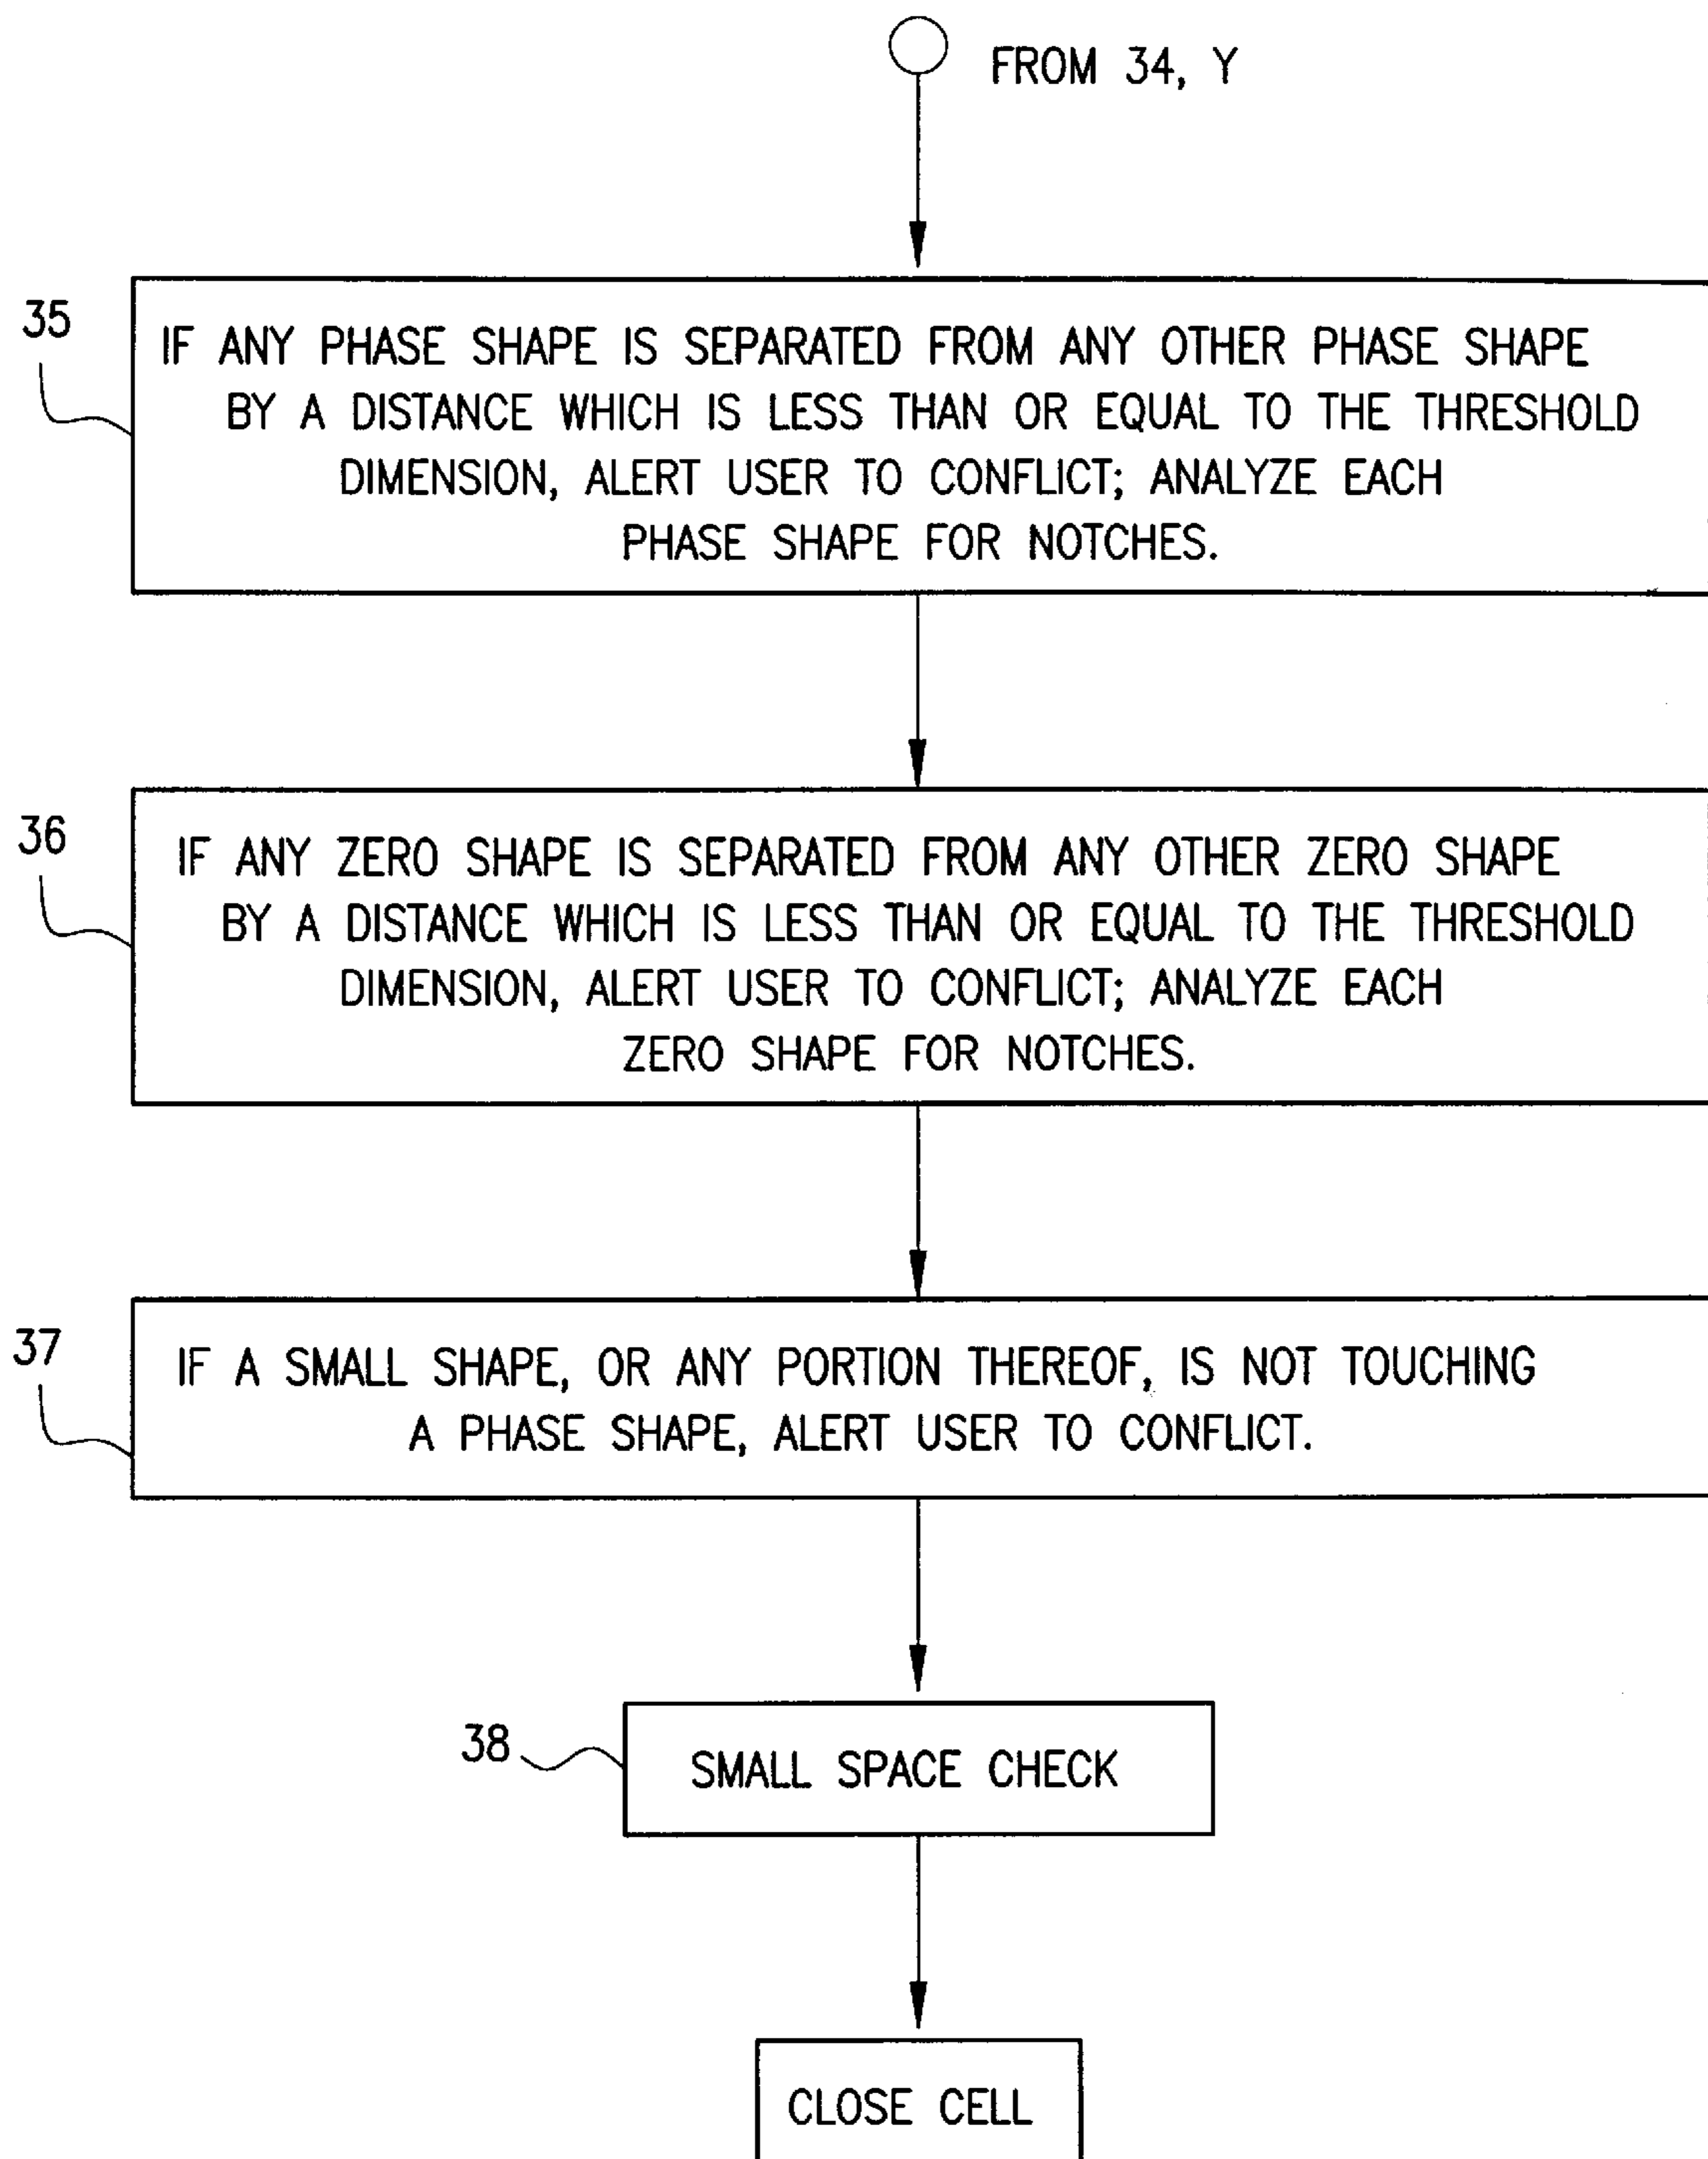 FROM 34, Y
35
IF ANY PHASE SHAPE IS SEPARATED FROM ANY OTHER PHASE SHAPE
BY A DISTANCE WHICH IS LESS THAN OR EQUAL TO THE THRESHOLD
DIMENSION, ALERT USER TO CONFLICT; ANALYZE EACH
PHASE SHAPE FOR NOTCHES.
36
IF ANY ZERO SHAPE IS SEPARATED FROM ANY OTHER ZERO SHAPE
BY A DISTANCE WHICH IS LESS THAN OR EQUAL TO THE THRESHOLD
DIMENSION, ALERT USER TO CONFLICT; ANALYZE EACH
ZERO SHAPE FOR NOTCHES.
37
IF A SMALL SHAPE, OR ANY PORTION THEREOF, IS NOT TOUCHING
A PHASE SHAPE, ALERT USER TO CONFLICT.
38
SMALL SPACE CHECK
CLOSE CELL